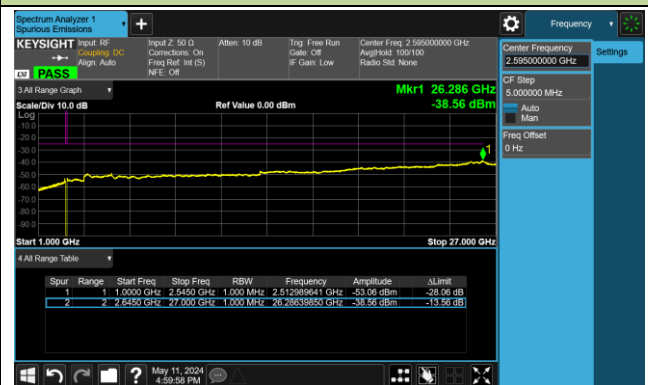 Spectrum Analyzer 1
Spurious Emissions
Frequency
KEYSIGHT
Input: RF
Coupling: DC
Align: Auto
Input Z: 50 Ω
Corrections: On
Freq Ref: Int (S)
NFE: Off
Atten: 10 dB
Trig: Free Run
Gate: Off
IF Gain: Low
Center Freq: 2.595000000 GHz
Avg|Hold: 100/100
Radio Std: None
LXI PASS
3 All Range Graph
Mkr1 26.286 GHz
Scale/Div 10.0 dB
Ref Value 0.00 dBm
-38.56 dBm
Log
-10.0
-20.0
-30.0
-40.0
-50.0
-60.0
-70.0
-80.0
-90.0
1
Start 1.000 GHz
Stop 27.000 GHz
4 All Range Table
Spur Range Start Freq Stop Freq RBW Frequency Amplitude ΔLimit
1 1 1.0000 GHz 2.5450 GHz 1.000 MHz 2.512989641 GHz -53.06 dBm -28.06 dB
2 2 2.6450 GHz 27.000 GHz 1.000 MHz 26.28639850 GHz -38.56 dBm -13.56 dB
May 11, 2024
4:59:58 PM
Center Frequency
2.595000000 GHz
Settings
CF Step
5.000000 MHz
Auto
Man
Freq Offset
0 Hz